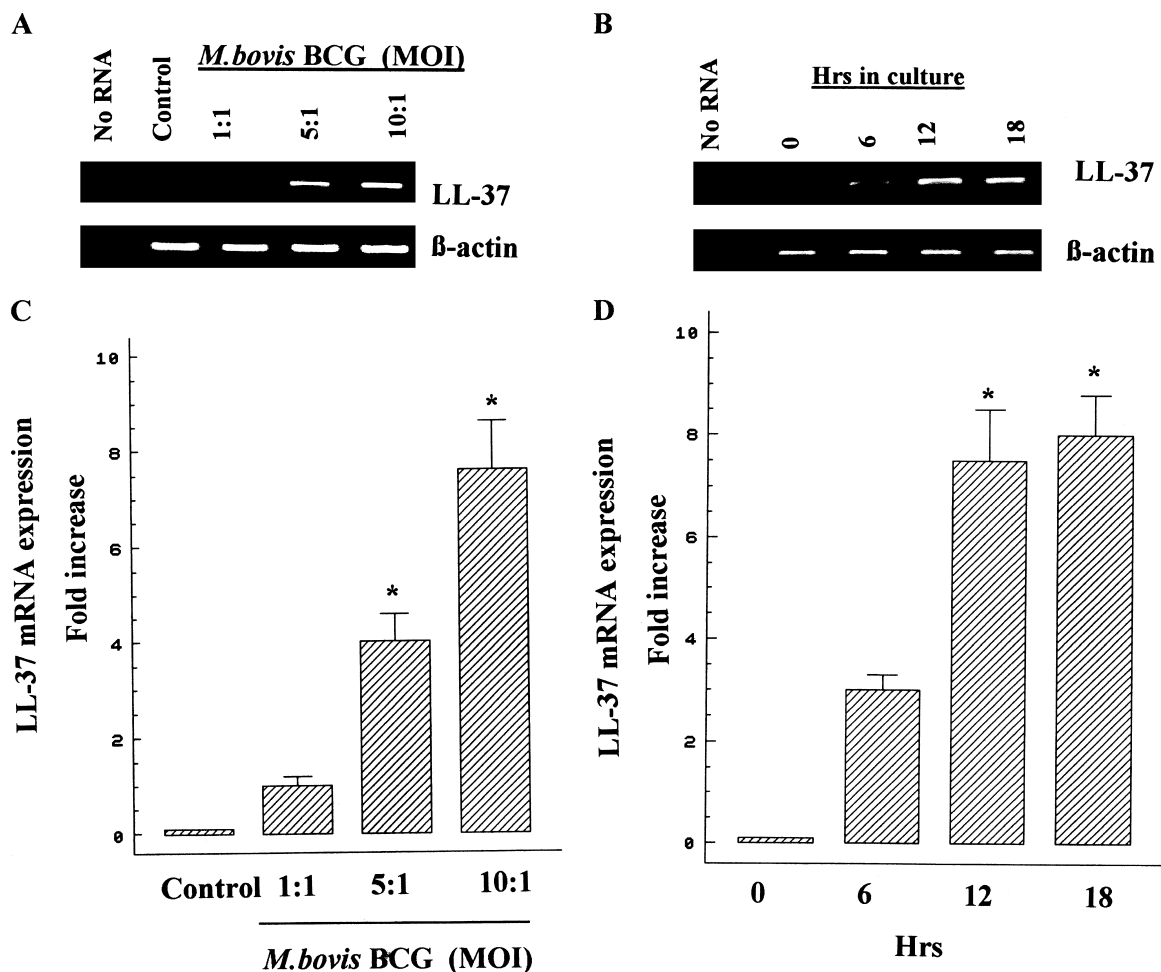 A
M.bovis BCG (MOI)
No RNA
Control
1:1
5:1
10:1
LL-37
ß-actin
B
Hrs in culture
No RNA
0
6
12
18
LL-37
ß-actin
C
LL-37 mRNA expression
Fold increase
10
8
6
4
2
0
*
*
Control
1:1
5:1
10:1
M.bovis BCG (MOI)
D
LL-37 mRNA expression
Fold increase
10
8
6
4
2
0
*
*
0
6
12
18
Hrs